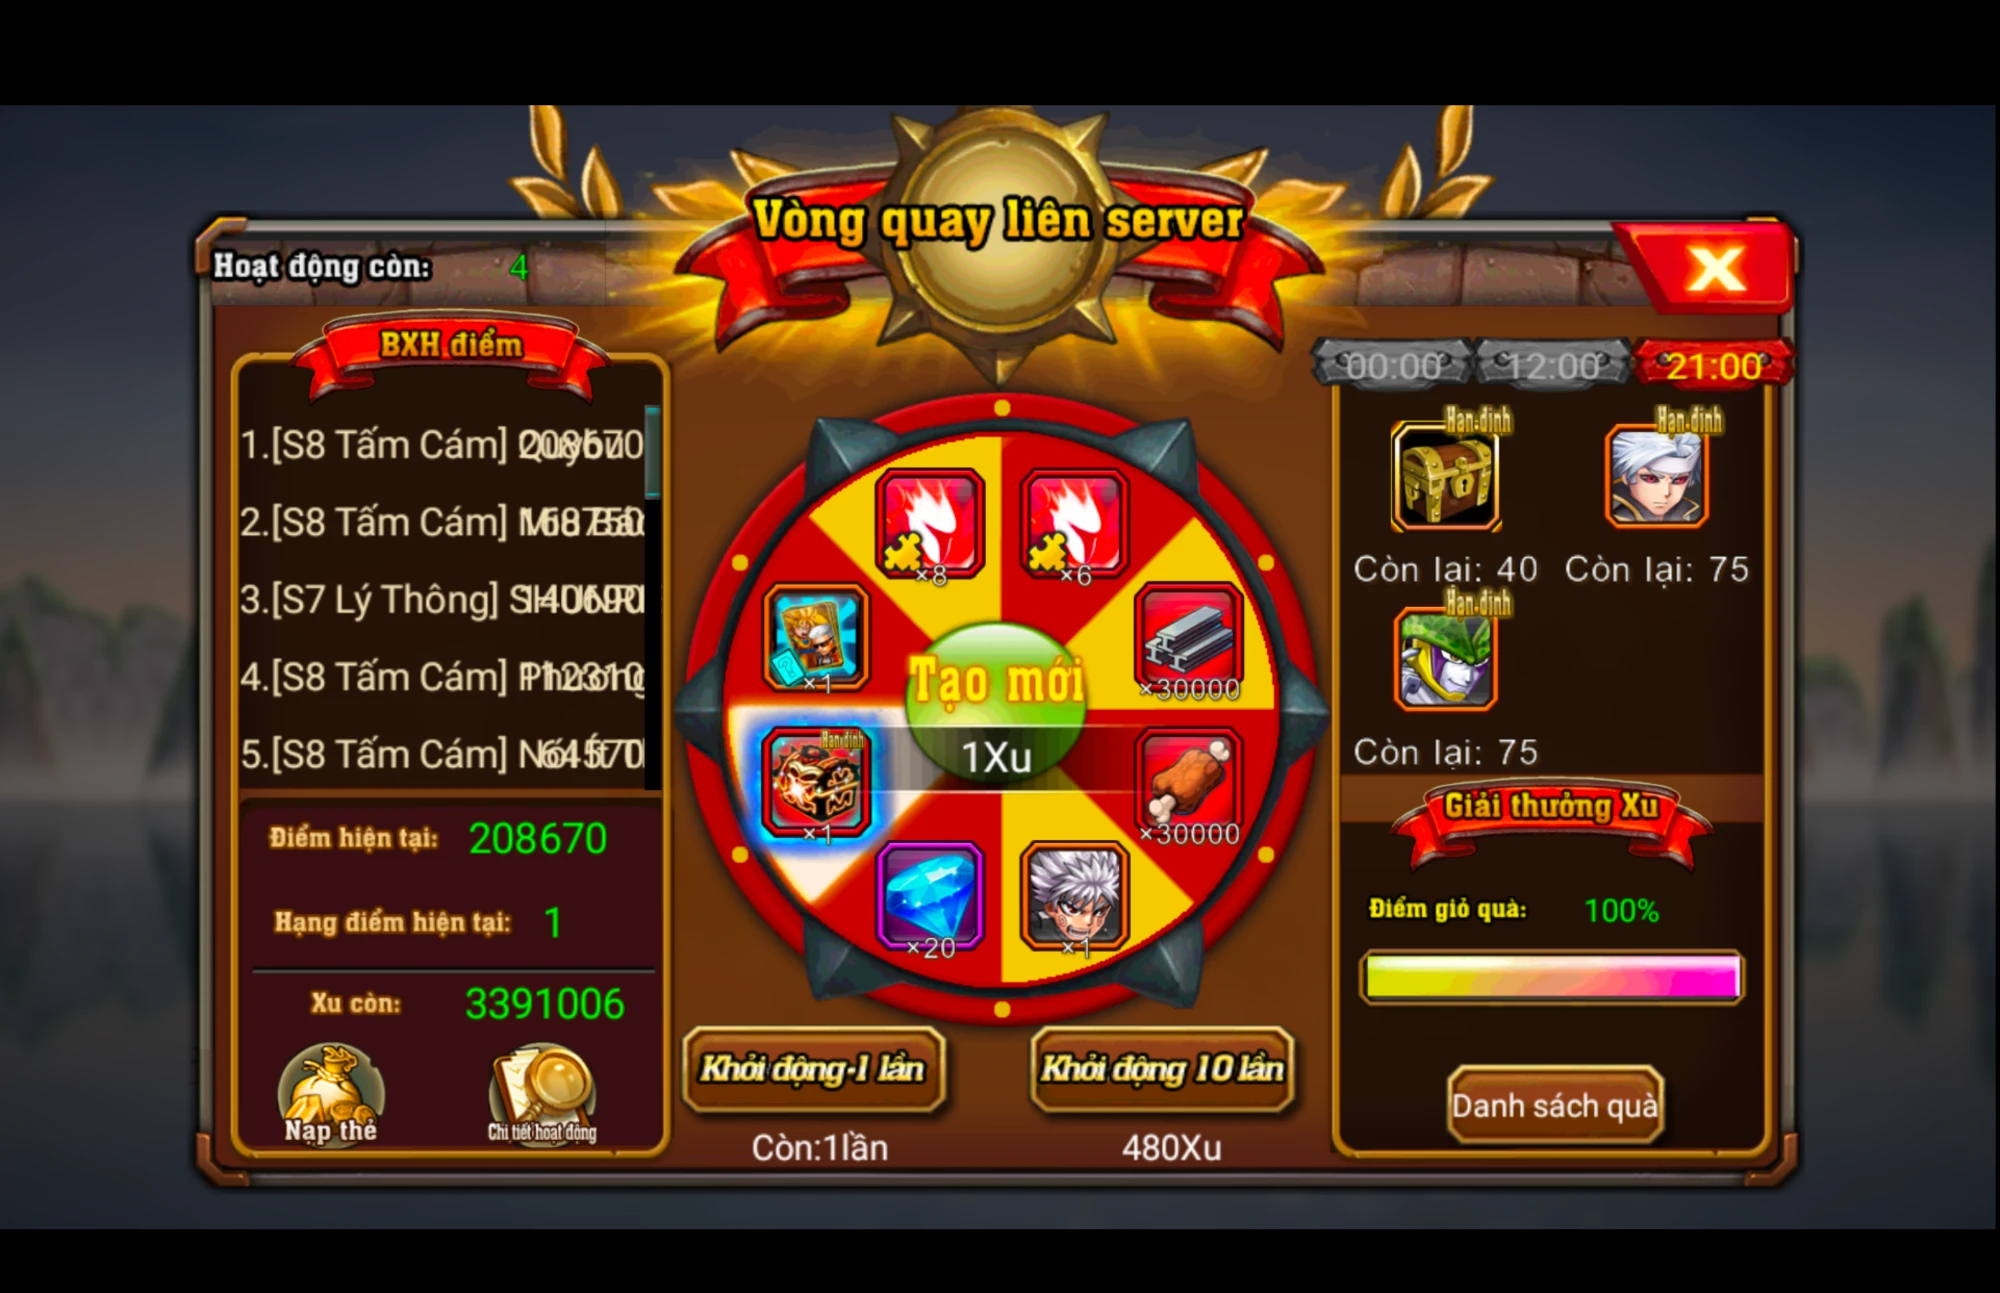 Vòng quay liên server
Hoạt động còn: 4
BXH điểm
1.[S8 Tấm Cám] 208670
2.[S8 Tấm Cám]
3.[S7 Lý Thông]
4.[S8 Tấm Cám]
5.[S8 Tấm Cám]
Điểm hiện tại: 208670
Hạng điểm hiện tại: 1
Xu còn: 3391006
Nạp thẻ
Chi tiết hoạt động
×8
×6
×1
×30000
Tạo mới
1Xu
Hạn định
×1
×30000
×20
×1
Khởi động 1 lần
Khởi động 10 lần
Còn:1lần
480Xu
00:00 12:00 21:00
Hạn định Hạn định
Còn lại: 40 Còn lại: 75
Hạn định
Còn lại: 75
Giải thưởng Xu
Điểm giỏ quà: 100%
Danh sách quà